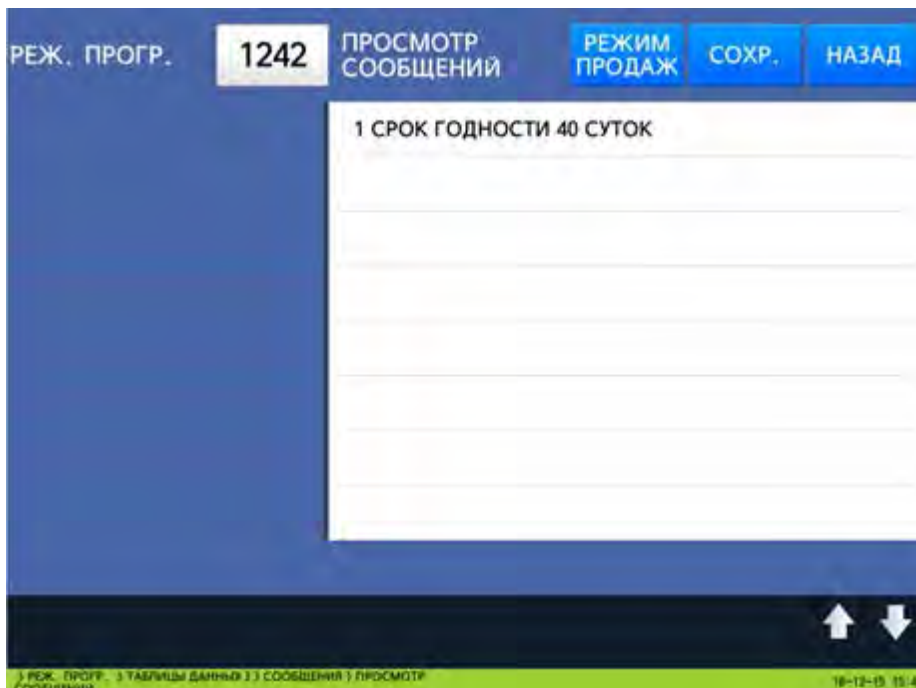 РЕЖ. ПРОГР.
1242
ПРОСМОТР
СООБЩЕНИЙ
РЕЖИМ
ПРОДАЖ
СОХР.
НАЗАД
1 СРОК ГОДНОСТИ 40 СУТОК
РЕЖ. ПРОГР. ТАБЛИЦЫ ДАННЫХ СООБЩЕНИЯ ПРОСМОТР